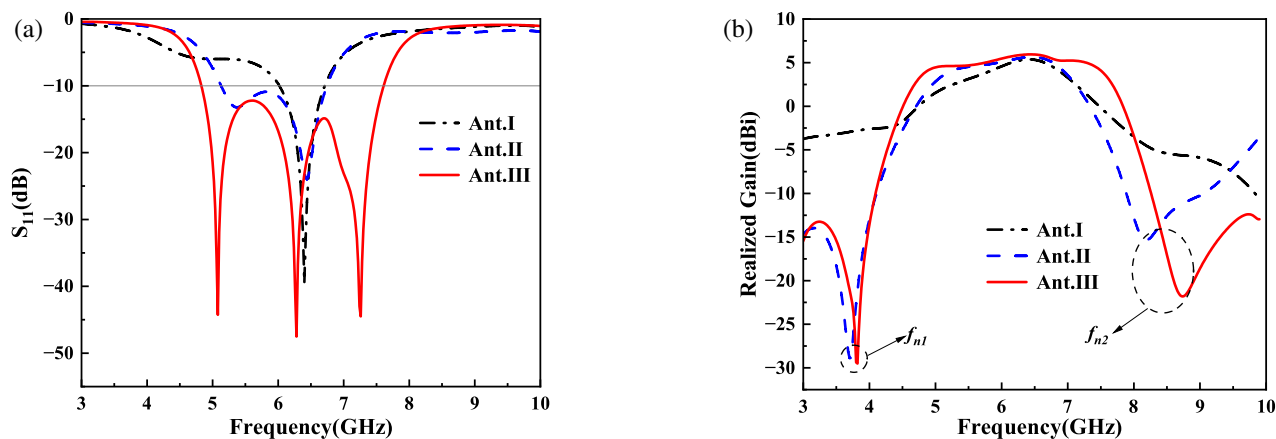 (a)
0
−10
−20
−30
−40
−50
S11(dB)
Ant.I
Ant.II
Ant.III
3 4 5 6 7 8 9 10
Frequency(GHz)
(b)
10
5
0
−5
−10
−15
−20
−25
−30
Realized Gain(dBi)
Ant.I
Ant.II
Ant.III
fn1
fn2
3 4 5 6 7 8 9 10
Frequency(GHz)